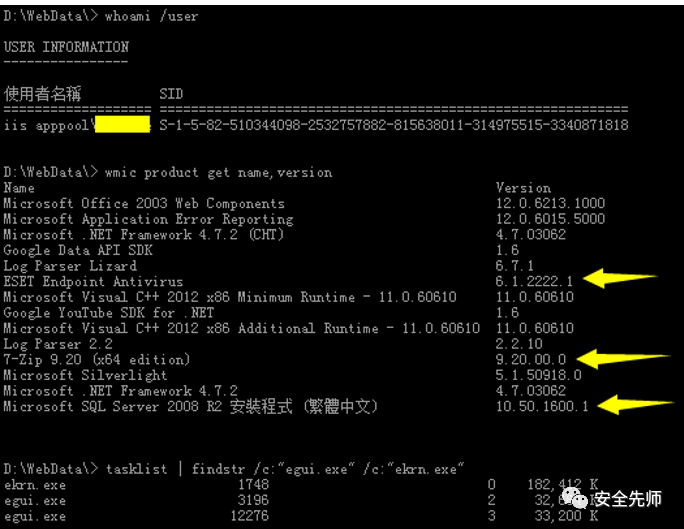 D:\WebData\> whoami /user
USER INFORMATION
----------------
使用者名稱 SID
==================== ==============================================================
iis apppool\ S-1-5-82-510344098-2532757882-815638011-314975515-3340871818
D:\WebData\> wmic product get name,version
Name Version
Microsoft Office 2003 Web Components 12.0.6213.1000
Microsoft Application Error Reporting 12.0.6015.5000
Microsoft .NET Framework 4.7.2 (CHT) 4.7.03062
Google Data API SDK 1.6
Log Parser Lizard 6.7.1
ESET Endpoint Antivirus 6.1.2222.1
Microsoft Visual C++ 2012 x86 Minimum Runtime - 11.0.60610 11.0.60610
Google YouTube SDK for .NET 1.6
Microsoft Visual C++ 2012 x86 Additional Runtime - 11.0.60610 11.0.60610
Log Parser 2.2 2.2.10
7-Zip 9.20 (x64 edition) 9.20.00.0
Microsoft Silverlight 5.1.50918.0
Microsoft .NET Framework 4.7.2 4.7.03062
Microsoft SQL Server 2008 R2 安裝程式 (繁體中文) 10.50.1600.1
D:\WebData\> tasklist | findstr /c:"egui.exe" /c:"ekrn.exe"
ekrn.exe 1748 0 182,412 K
egui.exe 3196 2 K
egui.exe 12276 3 33,200 K
安全先师